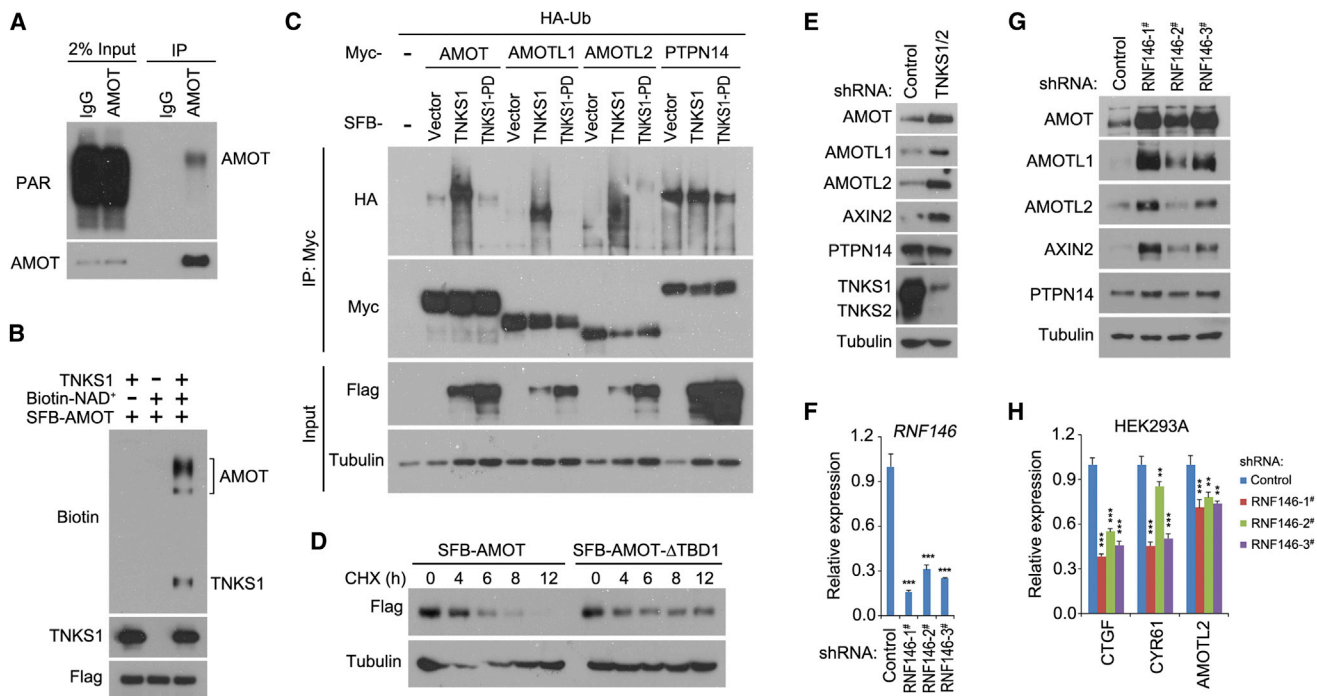 A
2% Input IP
IgG AMOT IgG AMOT
PAR
AMOT
AMOT
B
TNKS1 + − +
Biotin-NAD⁺ − + +
SFB-AMOT + + +
Biotin
AMOT
TNKS1
TNKS1
Flag
C
HA-Ub
Myc- − AMOT AMOTL1 AMOTL2 PTPN14
SFB- − Vector TNKS1 TNKS1-PD Vector TNKS1 TNKS1-PD Vector TNKS1 TNKS1-PD Vector TNKS1 TNKS1-PD
IP: Myc
HA
Myc
Input
Flag
Tubulin
D
SFB-AMOT SFB-AMOT-ΔTBD1
CHX (h) 0 4 6 8 12 0 4 6 8 12
Flag
Tubulin
E
shRNA: Control TNKS1/2
AMOT
AMOTL1
AMOTL2
AXIN2
PTPN14
TNKS1
TNKS2
Tubulin
F
RNF146
Relative expression
1.2
0.9
0.6
0.3
0.0
*** *** ***
shRNA: Control RNF146-1# RNF146-2# RNF146-3#
G
shRNA: Control RNF146-1# RNF146-2# RNF146-3#
AMOT
AMOTL1
AMOTL2
AXIN2
PTPN14
Tubulin
H
HEK293A
Relative expression
1.2
0.9
0.6
0.3
0.0
*** *** *** *** ** *** *** ** **
CTGF CYR61 AMOTL2
shRNA:
Control
RNF146-1#
RNF146-2#
RNF146-3#